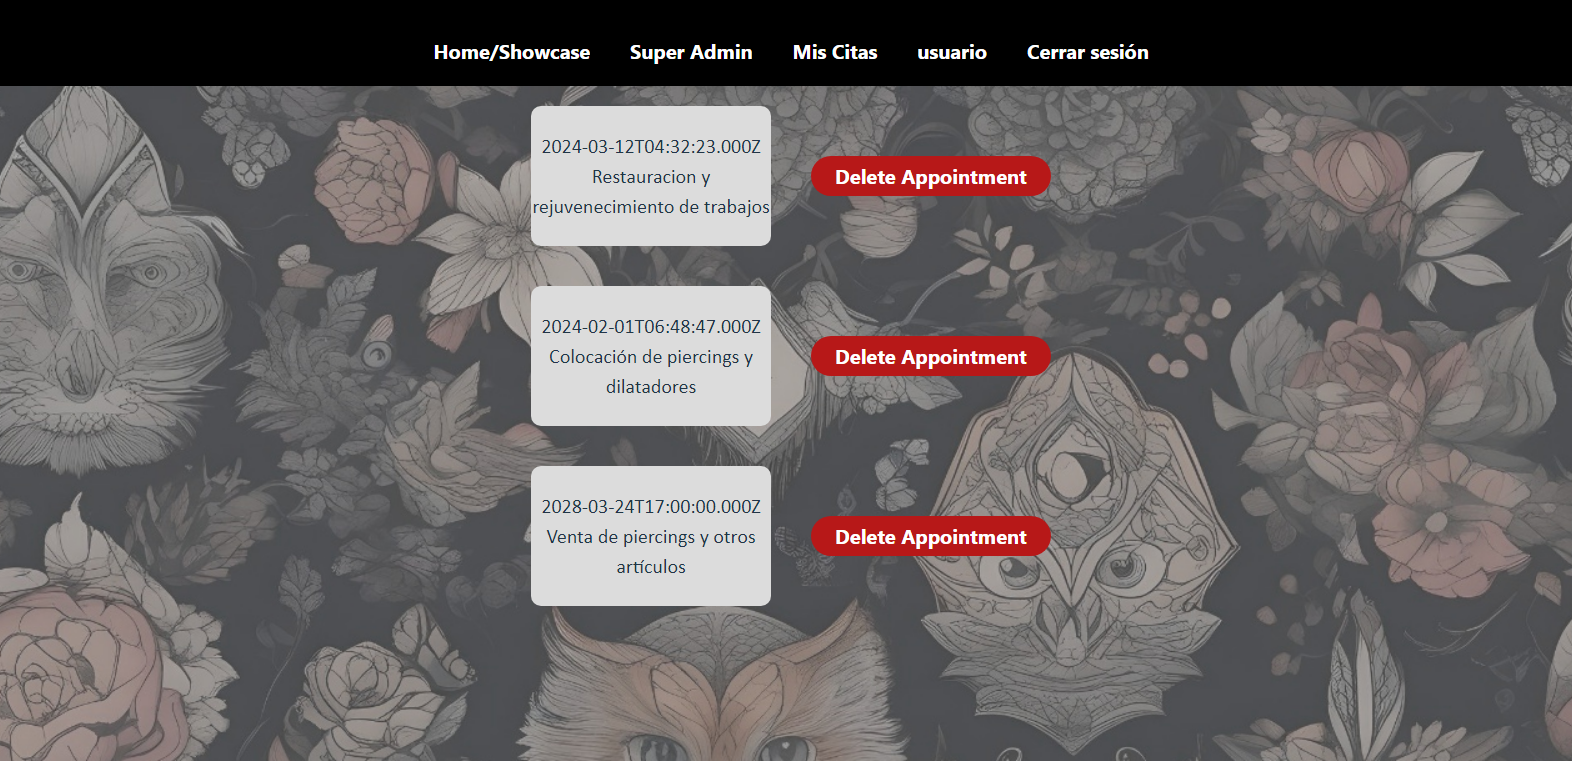 Home/Showcase Super Admin Mis Citas usuario Cerrar sesión
2024-03-12T04:32:23.000Z
Restauracion y
rejuvenecimiento de trabajos
Delete Appointment
2024-02-01T06:48:47.000Z
Colocación de piercings y
dilatadores
Delete Appointment
2028-03-24T17:00:00.000Z
Venta de piercings y otros
artículos
Delete Appointment